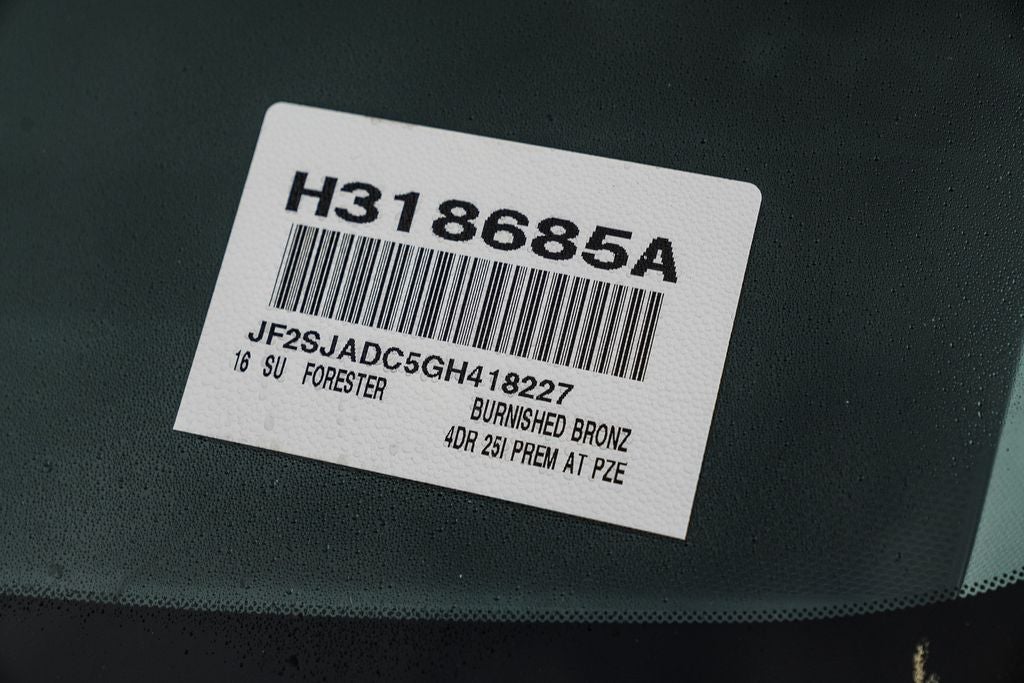 H318685A
JF2SJADC5GH418227
16 SU FORESTER
BURNISHED BRONZ
4DR 25I PREM AT PZE